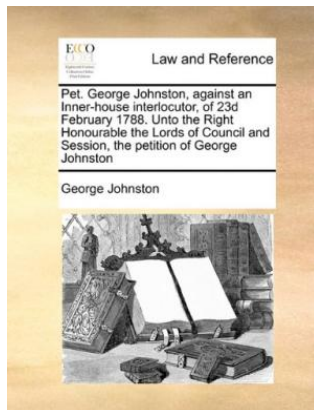 ECCO
Law and Reference
Pet. George Johnston, against an
Inner-house interlocutor, of 23d
February 1788. Unto the Right
Honourable the Lords of Council and
Session, the petition of George
Johnston
George Johnston